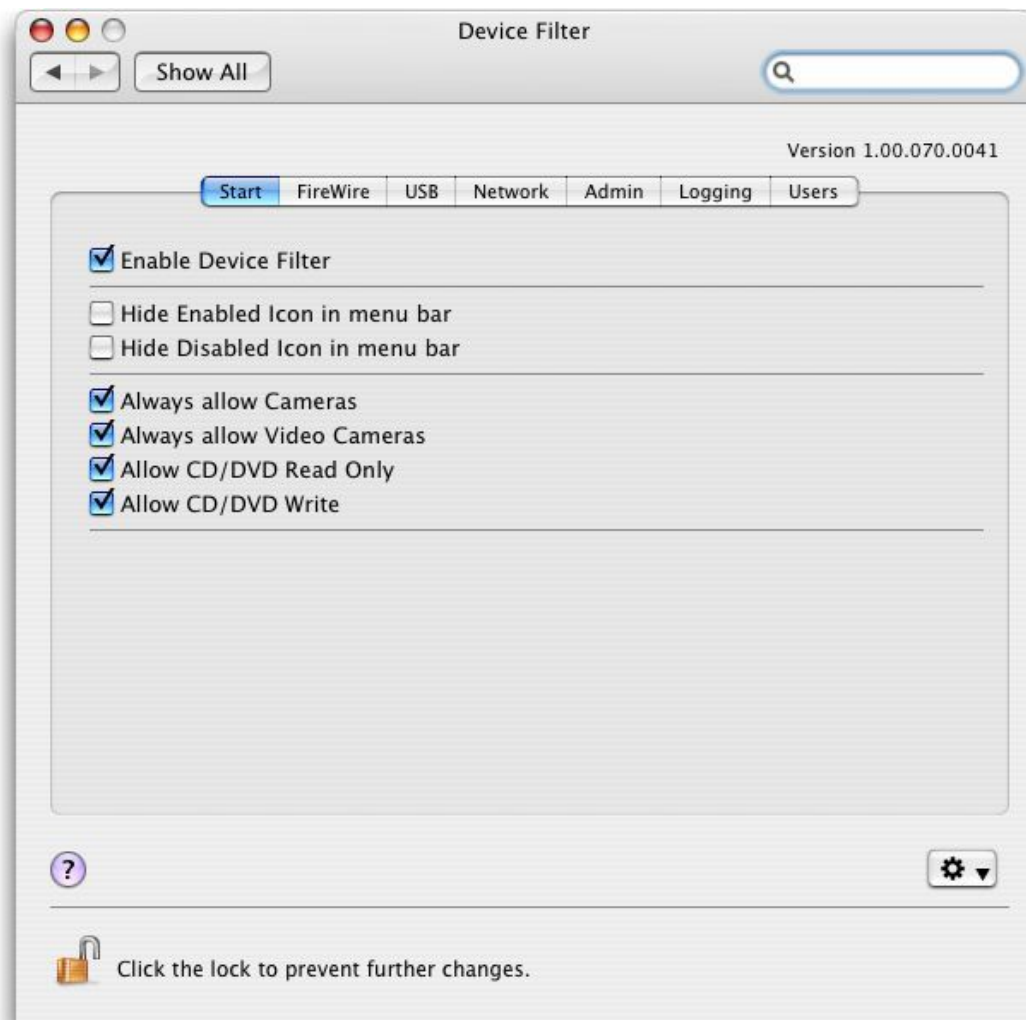 Device Filter
Show All
Version 1.00.070.0041
Start FireWire USB Network Admin Logging Users
Enable Device Filter
Hide Enabled Icon in menu bar
Hide Disabled Icon in menu bar
Always allow Cameras
Always allow Video Cameras
Allow CD/DVD Read Only
Allow CD/DVD Write
?
Click the lock to prevent further changes.